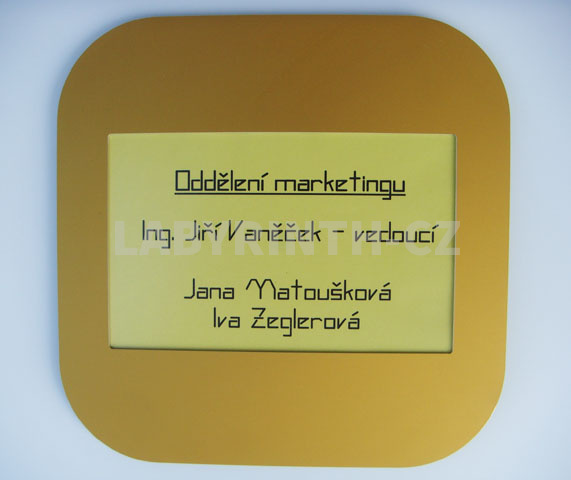 Oddělení marketingu
Ing. Jiří Vaněček - vedoucí
LABYRINTH-CZ
Jana Matoušková
Iva Zeglerová